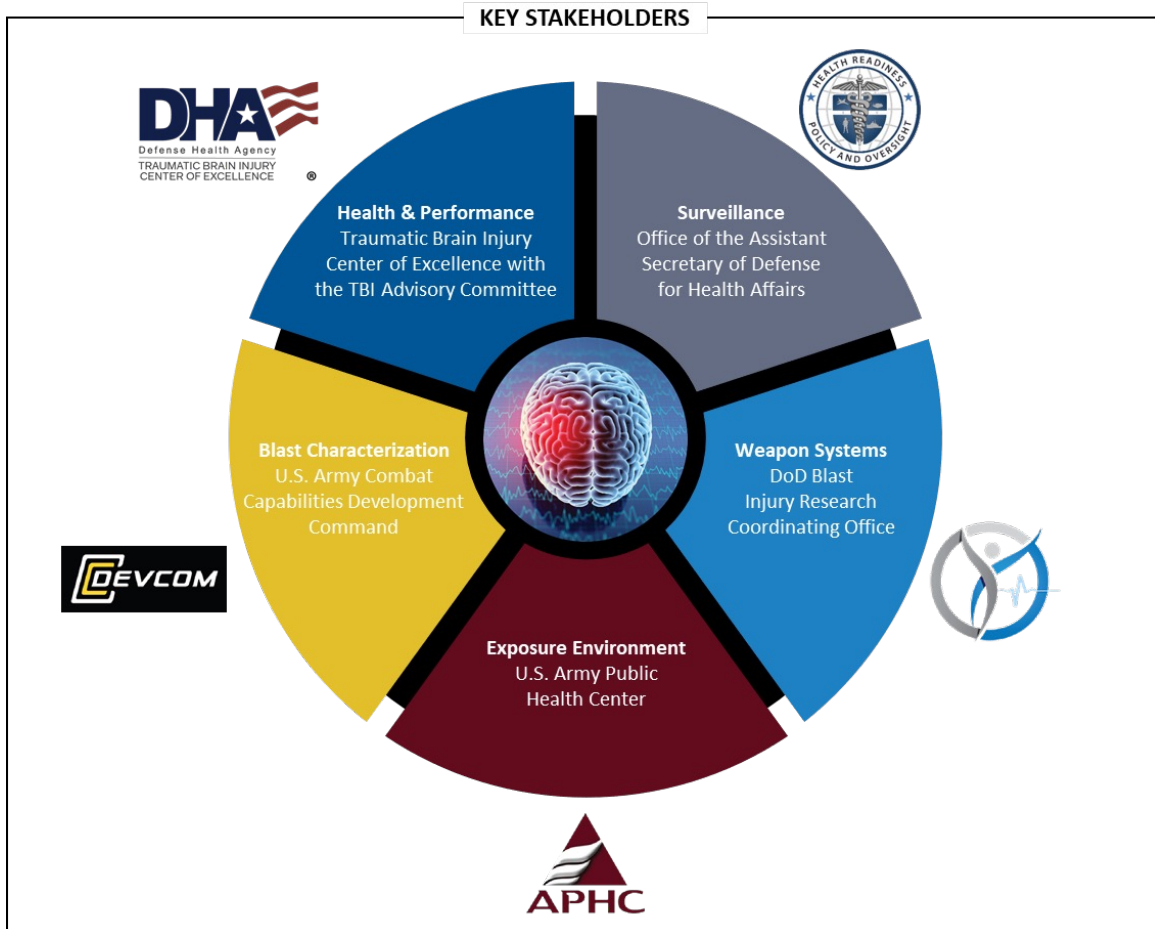 KEY STAKEHOLDERS
DHA
Defense Health Agency
TRAUMATIC BRAIN INJURY
CENTER OF EXCELLENCE ®
HEALTH READINESS
POLICY AND OVERSIGHT
Health & Performance
Traumatic Brain Injury
Center of Excellence with
the TBI Advisory Committee
Surveillance
Office of the Assistant
Secretary of Defense
for Health Affairs
Blast Characterization
U.S. Army Combat
Capabilities Development
Command
Weapon Systems
DoD Blast
Injury Research
Coordinating Office
DEVCOM
Exposure Environment
U.S. Army Public
Health Center
APHC